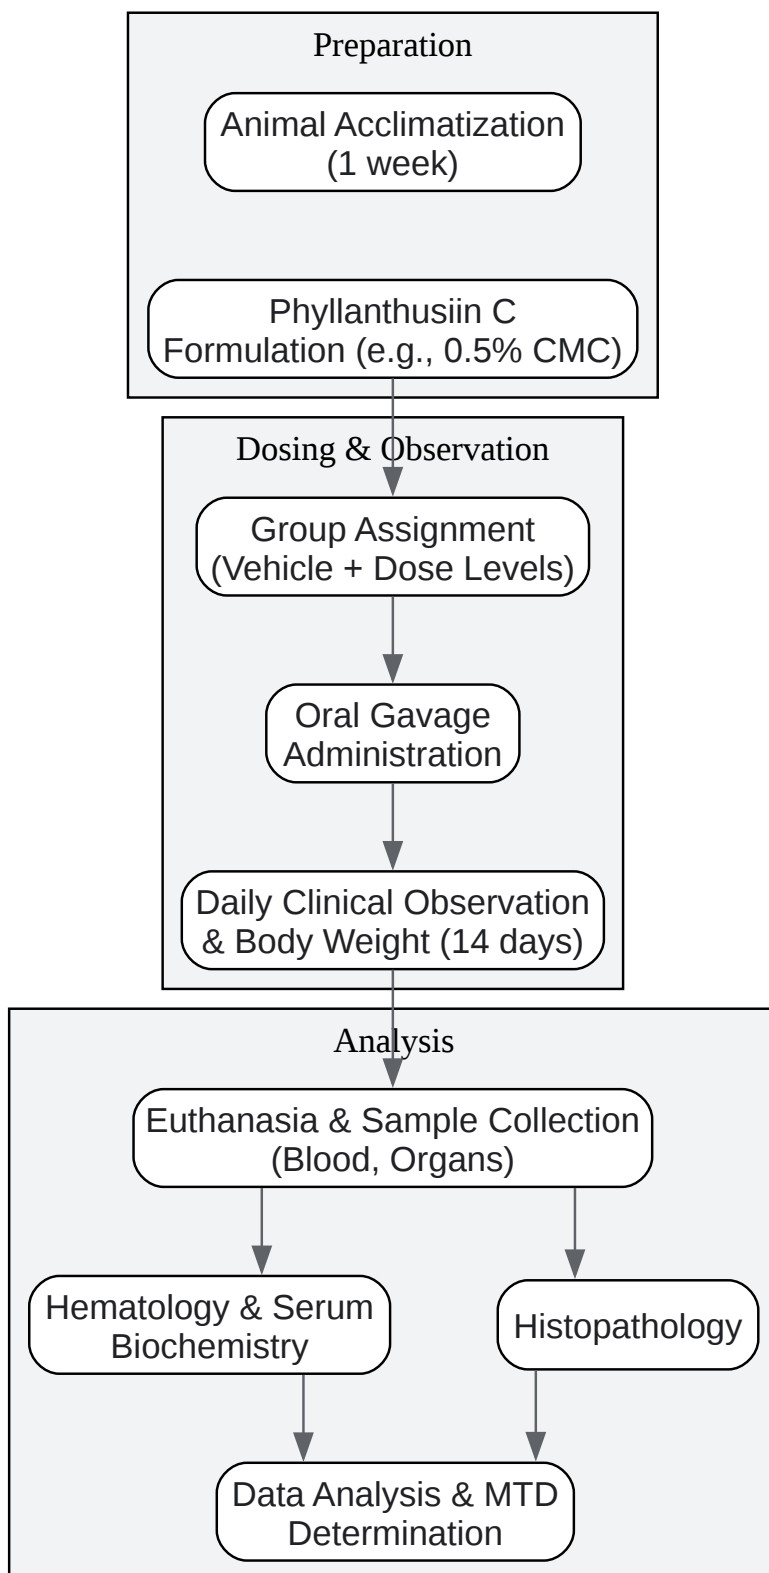 Preparation
Animal Acclimatization
(1 week)
Phyllanthusiin C
Formulation (e.g., 0.5% CMC)
Dosing & Observation
Group Assignment
(Vehicle + Dose Levels)
Oral Gavage
Administration
Daily Clinical Observation
& Body Weight (14 days)
Analysis
Euthanasia & Sample Collection
(Blood, Organs)
Hematology & Serum
Biochemistry
Histopathology
Data Analysis & MTD
Determination